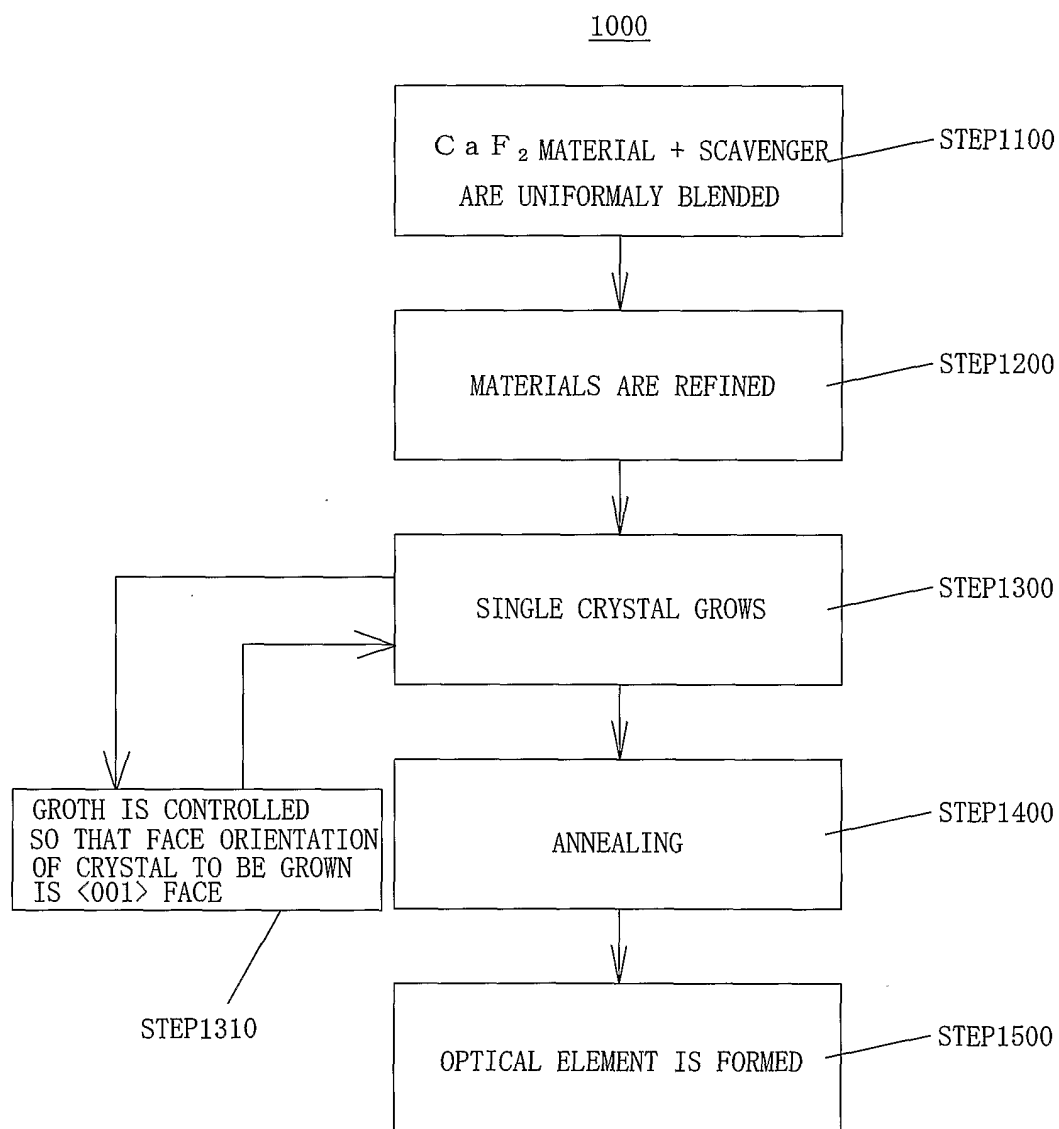 1000
CaF₂ MATERIAL + SCAVENGER
ARE UNIFORMALY BLENDED
STEP1100
MATERIALS ARE REFINED
STEP1200
SINGLE CRYSTAL GROWS
STEP1300
GROTH IS CONTROLLED
SO THAT FACE ORIENTATION
OF CRYSTAL TO BE GROWN
IS <001> FACE
STEP1310
ANNEALING
STEP1400
OPTICAL ELEMENT IS FORMED
STEP1500